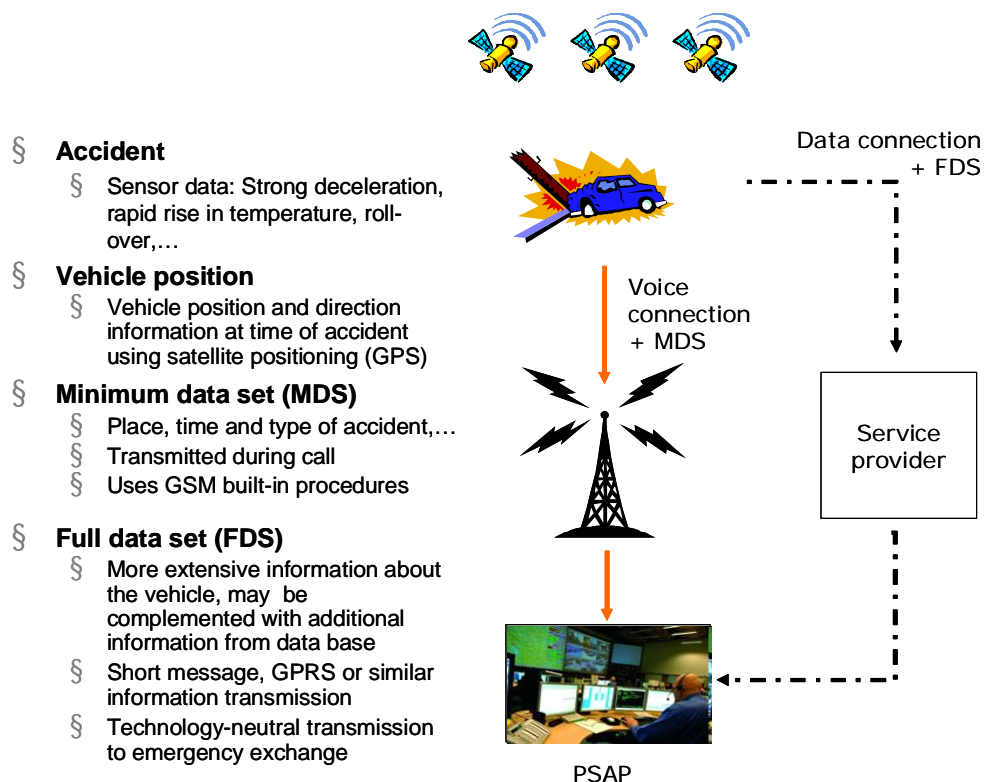 § Accident
§ Sensor data: Strong deceleration,
rapid rise in temperature, roll-
over,…
§ Vehicle position
§ Vehicle position and direction
information at time of accident
using satellite positioning (GPS)
§ Minimum data set (MDS)
§ Place, time and type of accident,…
§ Transmitted during call
§ Uses GSM built-in procedures
§ Full data set (FDS)
§ More extensive information about
the vehicle, may be
complemented with additional
information from data base
§ Short message, GPRS or similar
information transmission
§ Technology-neutral transmission
to emergency exchange
Data connection
+ FDS
Voice
connection
+ MDS
Service
provider
PSAP